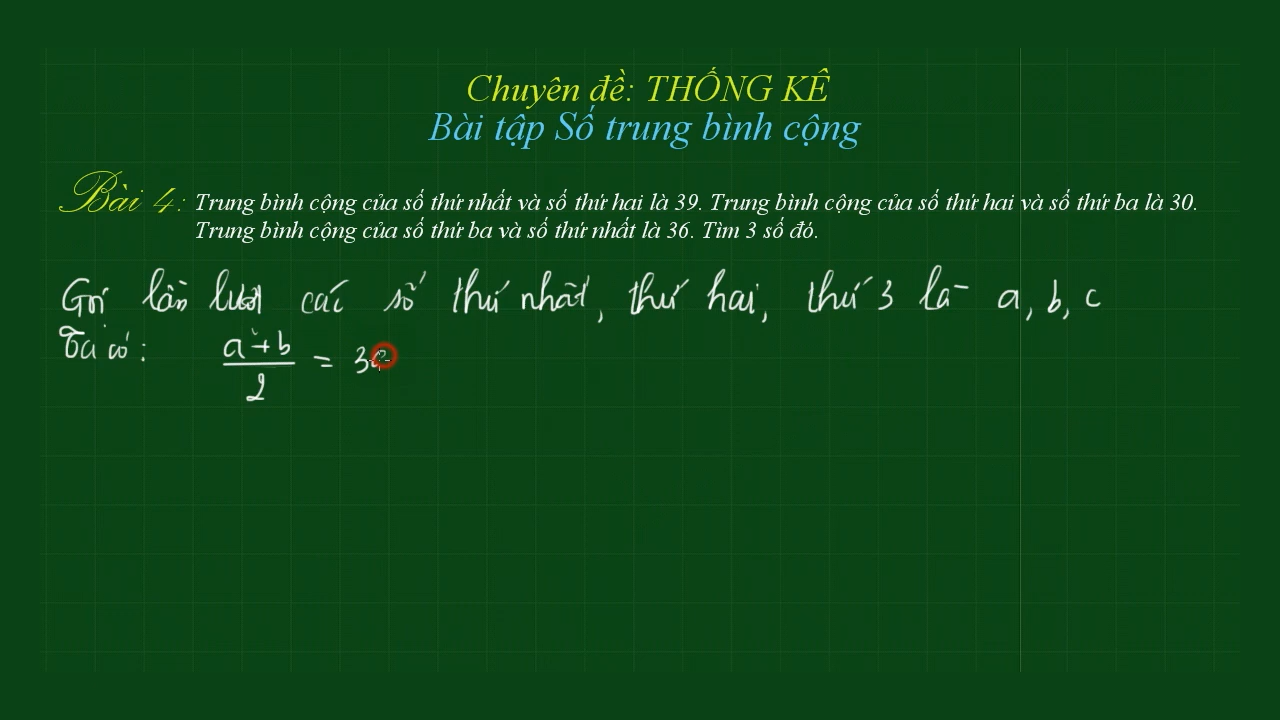 Chuyên đề: THỐNG KÊ
Bài tập Số trung bình cộng
Bài 4: Trung bình cộng của số thứ nhất và số thứ hai là 39. Trung bình cộng của số thứ hai và số thứ ba là 30.
Trung bình cộng của số thứ ba và số thứ nhất là 36. Tìm 3 số đó.
Gọi lần lượt các số thứ nhất, thứ hai, thứ 3 là a, b, c
Ta có: a+b
2
= 3